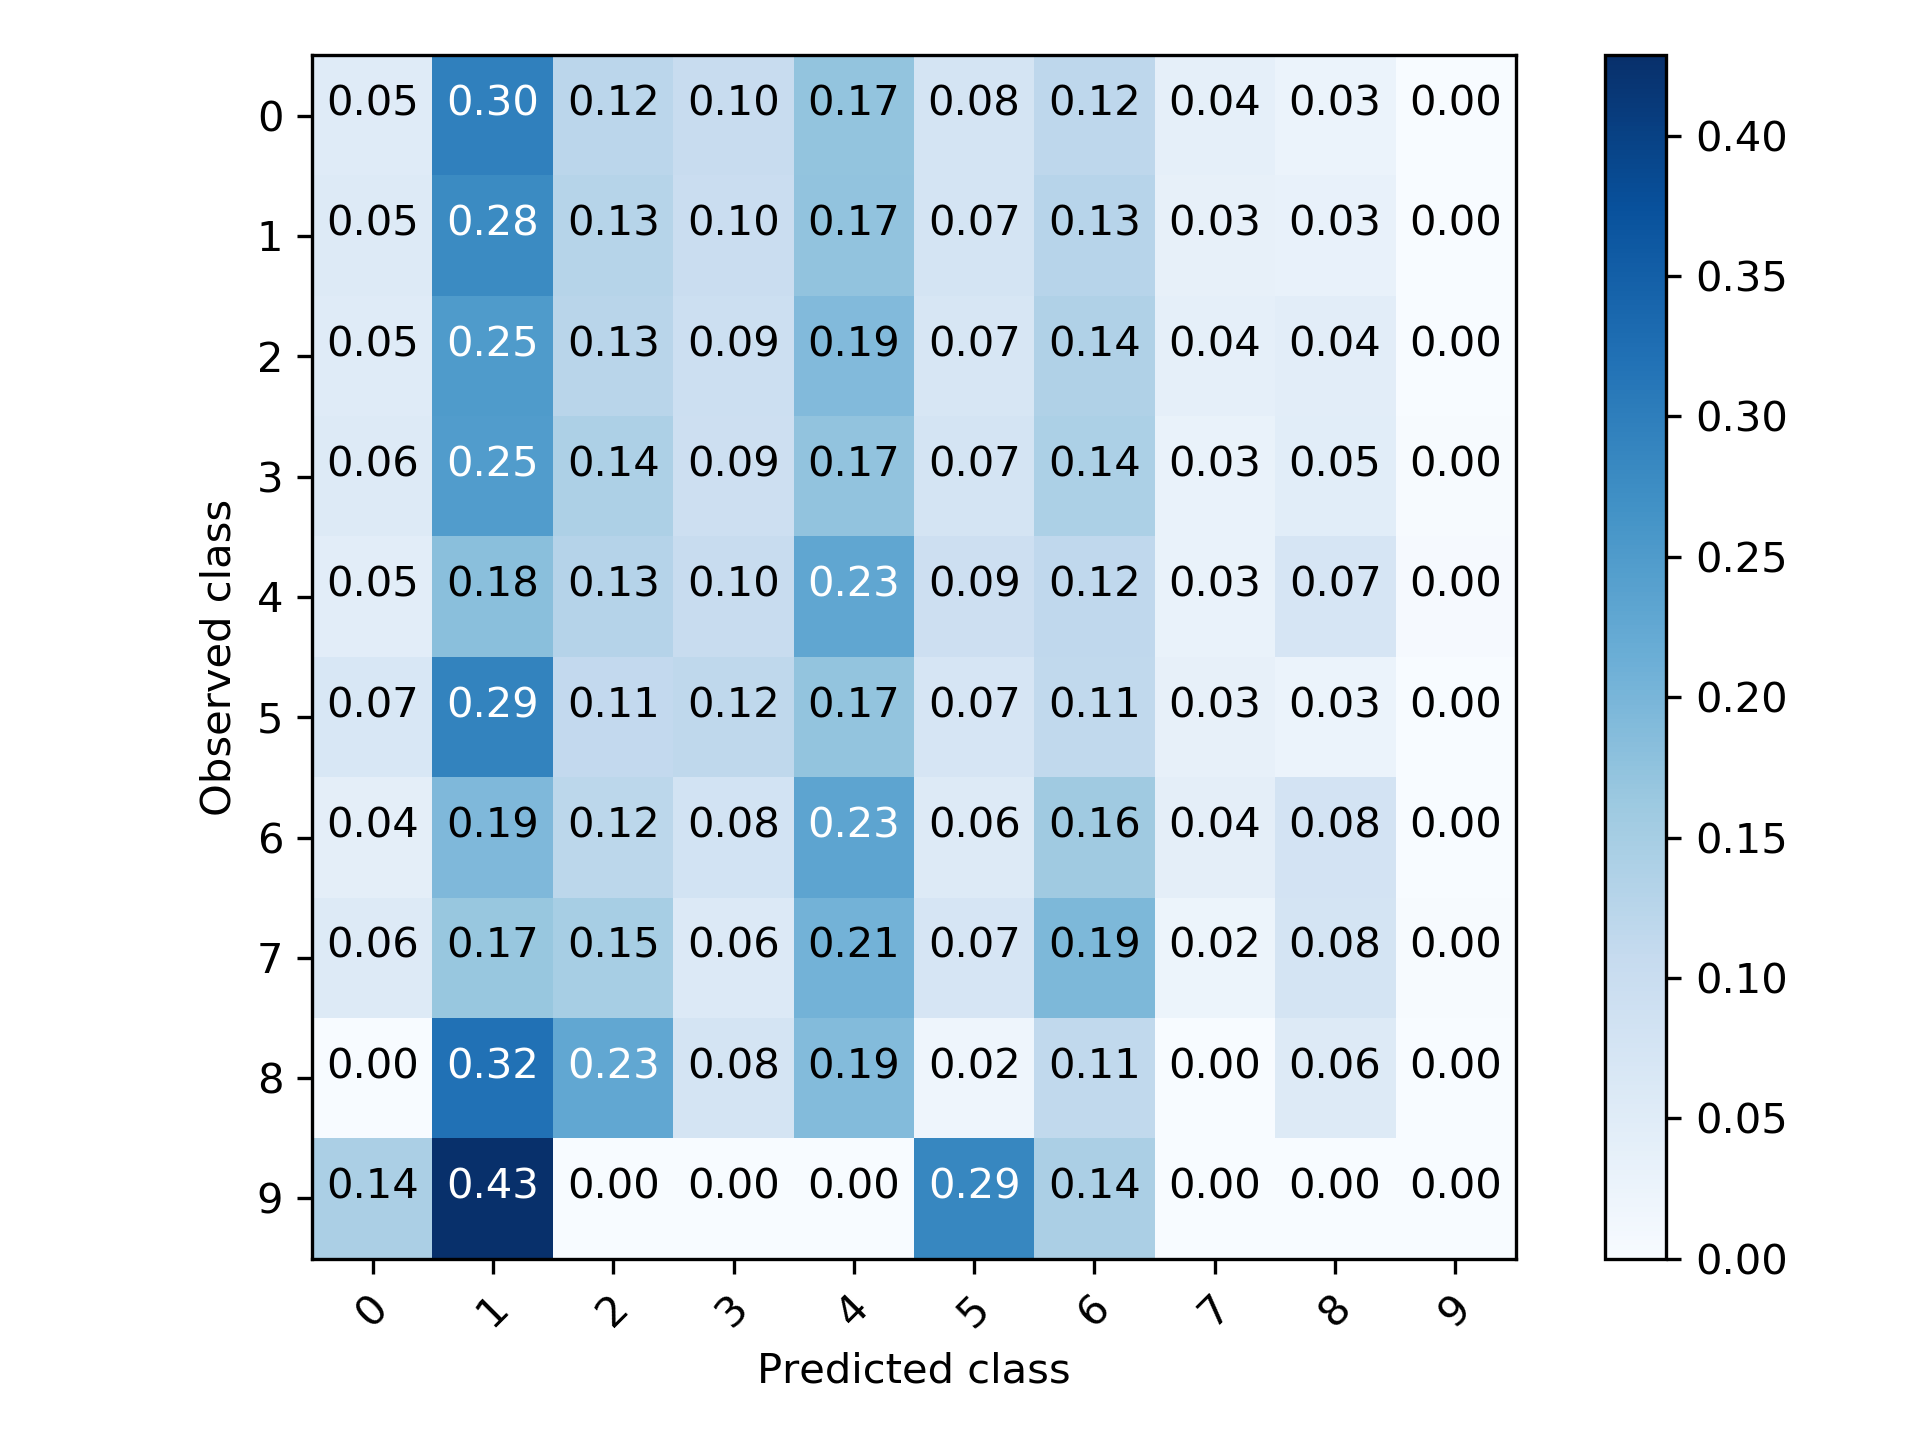 0 0.05 0.30 0.12 0.10 0.17 0.08 0.12 0.04 0.03 0.00
1 0.05 0.28 0.13 0.10 0.17 0.07 0.13 0.03 0.03 0.00
2 0.05 0.25 0.13 0.09 0.19 0.07 0.14 0.04 0.04 0.00
3 0.06 0.25 0.14 0.09 0.17 0.07 0.14 0.03 0.05 0.00
4 0.05 0.18 0.13 0.10 0.23 0.09 0.12 0.03 0.07 0.00
5 0.07 0.29 0.11 0.12 0.17 0.07 0.11 0.03 0.03 0.00
6 0.04 0.19 0.12 0.08 0.23 0.06 0.16 0.04 0.08 0.00
7 0.06 0.17 0.15 0.06 0.21 0.07 0.19 0.02 0.08 0.00
8 0.00 0.32 0.23 0.08 0.19 0.02 0.11 0.00 0.06 0.00
9 0.14 0.43 0.00 0.00 0.00 0.29 0.14 0.00 0.00 0.00
0 1 2 3 4 5 6 7 8 9
Predicted class
Observed class
0.40
0.35
0.30
0.25
0.20
0.15
0.10
0.05
0.00